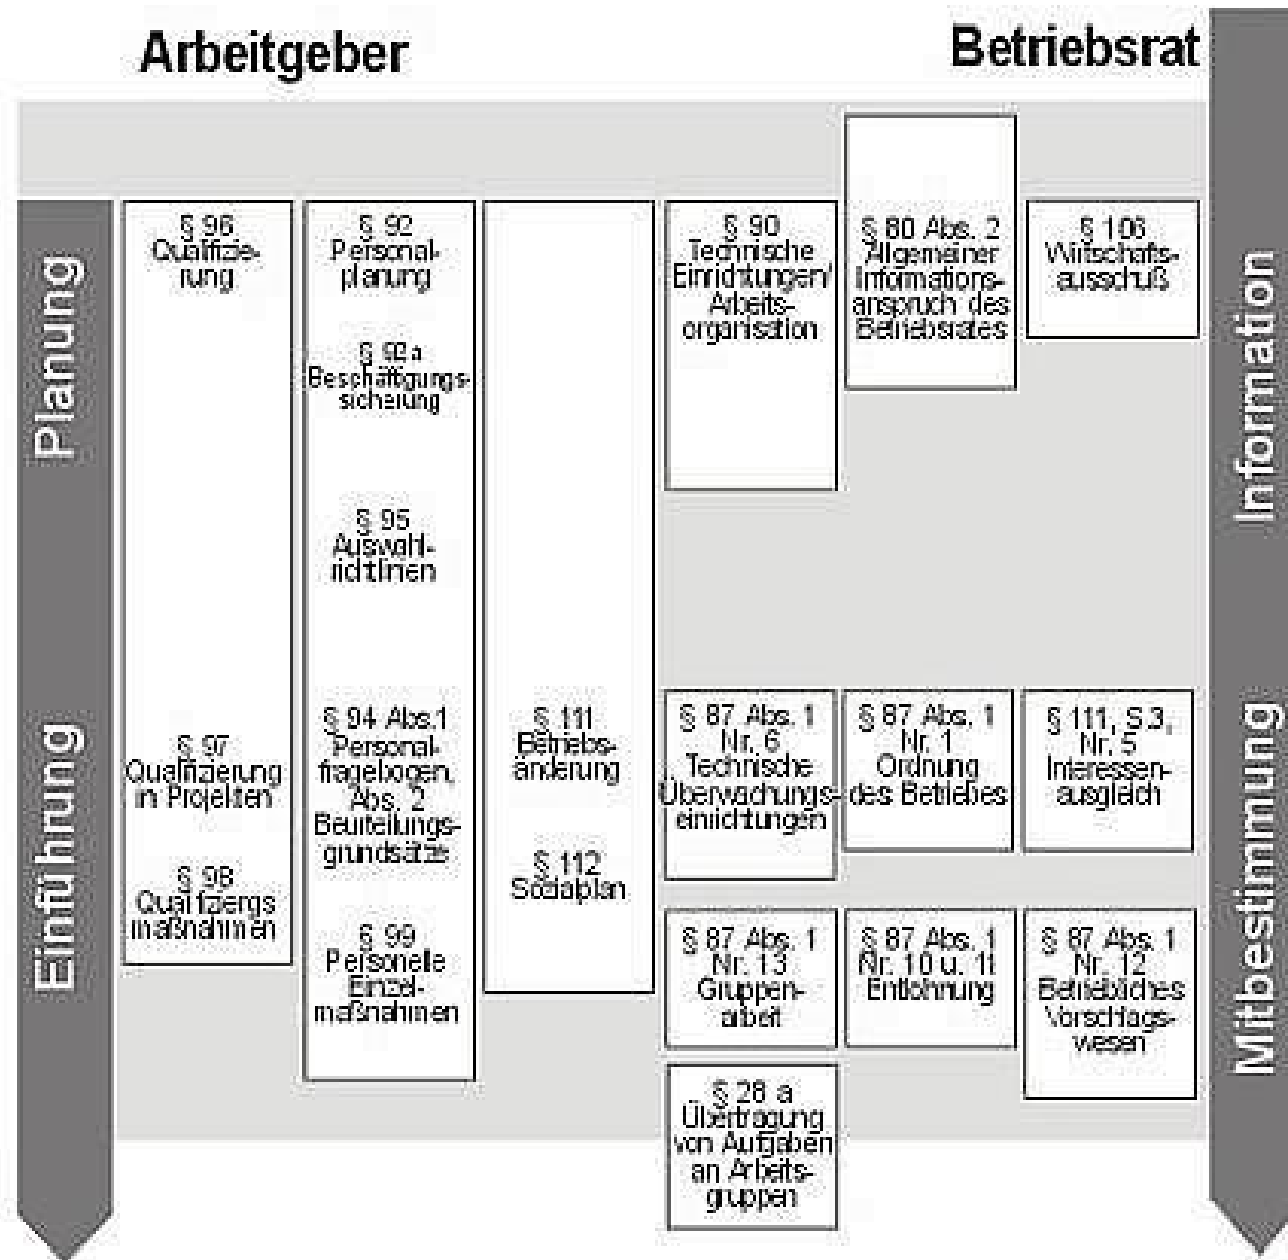 Arbeitgeber
Betriebsrat
Planung
Einführung
§ 96
Qualifizie-
rung
§ 97
Qualifizierung
in Projekten
§ 98
Qualifiziergs
maßnahmen
§ 92
Personal-
planung
§ 92a
Beschäftigungs-
sicherung
§ 95
Auswahl-
richtlinien
§ 94 Abs.1
Personal-
fragebogen,
Abs. 2
Beurteilungs-
grundsätze
§ 99
Personelle
Einzel-
maßnahmen
§ 111
Betriebs-
änderung
§ 112
Sozialplan
§ 90
Technische
Einrichtungen/
Arbeits-
organisation
§ 80 Abs. 2
Allgemeiner
Informations-
anspruch des
Betriebsrates
§ 106
Wirtschafts-
ausschuß
§ 87 Abs. 1
Nr. 6
Technische
Überwachungs-
einrichtungen
§ 87 Abs. 1
Nr. 1
Ordnung
des Betriebes
§ 111, S.3,
Nr. 5
Interessen-
ausgleich
§ 87 Abs. 1
Nr. 13
Gruppen-
arbeit
§ 87 Abs. 1
Nr. 10 u. 11
Entlohnung
§ 87 Abs. 1
Nr. 12
Betriebliches
Vorschlags-
wesen
§ 28 a
Übertragung
von Aufgaben
an Arbeits-
gruppen
Information
Mitbestimmung